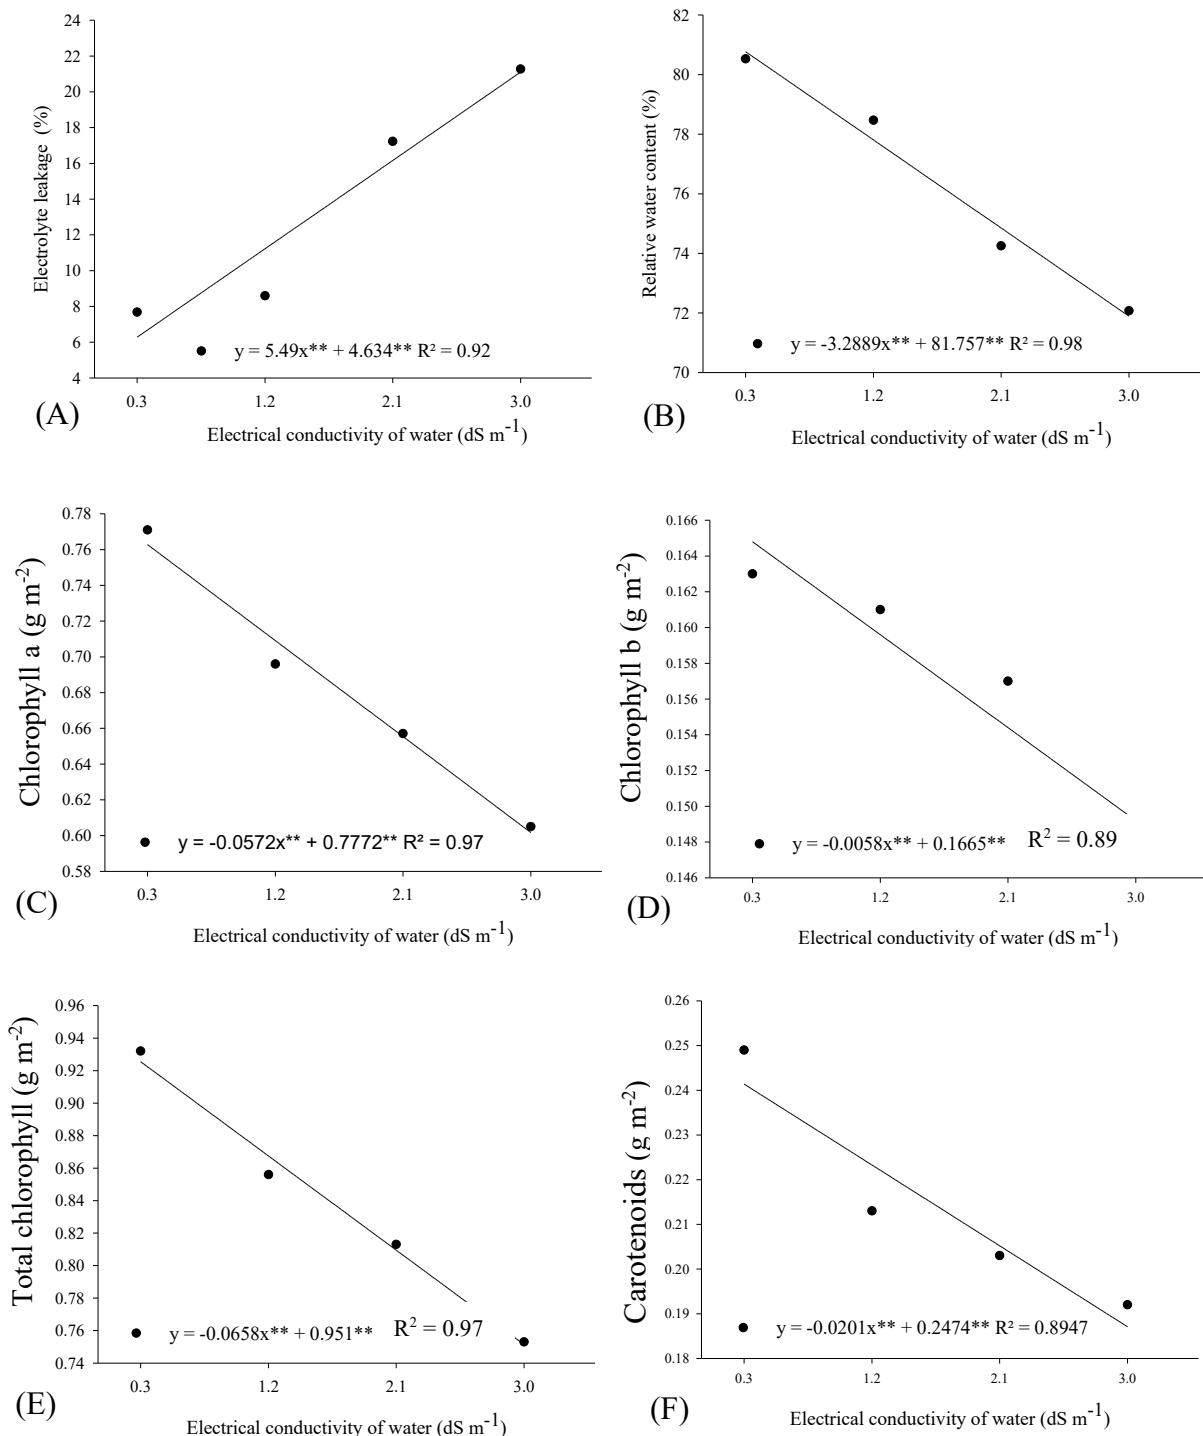 24
22
20
18
16
14
12
10
8
6
4
Electrolyte leakage (%)
y = 5.49x** + 4.634** R² = 0.92
0.3 1.2 2.1 3.0
(A)
Electrical conductivity of water (dS m⁻¹)
82
80
78
76
74
72
70
Relative water content (%)
y = -3.2889x** + 81.757** R² = 0.98
0.3 1.2 2.1 3.0
(B)
Electrical conductivity of water (dS m⁻¹)
0.78
0.76
0.74
0.72
0.70
0.68
0.66
0.64
0.62
0.60
0.58
Chlorophyll a (g m⁻²)
y = -0.0572x** + 0.7772** R² = 0.97
0.3 1.2 2.1 3.0
(C)
Electrical conductivity of water (dS m⁻¹)
0.166
0.164
0.162
0.160
0.158
0.156
0.154
0.152
0.150
0.148
0.146
Chlorophyll b (g m⁻²)
y = -0.0058x** + 0.1665** R² = 0.89
0.3 1.2 2.1 3.0
(D)
Electrical conductivity of water (dS m⁻¹)
0.96
0.94
0.92
0.90
0.88
0.86
0.84
0.82
0.80
0.78
0.76
0.74
Total chlorophyll (g m⁻²)
y = -0.0658x** + 0.951** R² = 0.97
0.3 1.2 2.1 3.0
(E)
Electrical conductivity of water (dS m⁻¹)
0.26
0.25
0.24
0.23
0.22
0.21
0.20
0.19
0.18
Carotenoids (g m⁻²)
y = -0.0201x** + 0.2474** R² = 0.8947
0.3 1.2 2.1 3.0
(F)
Electrical conductivity of water (dS m⁻¹)